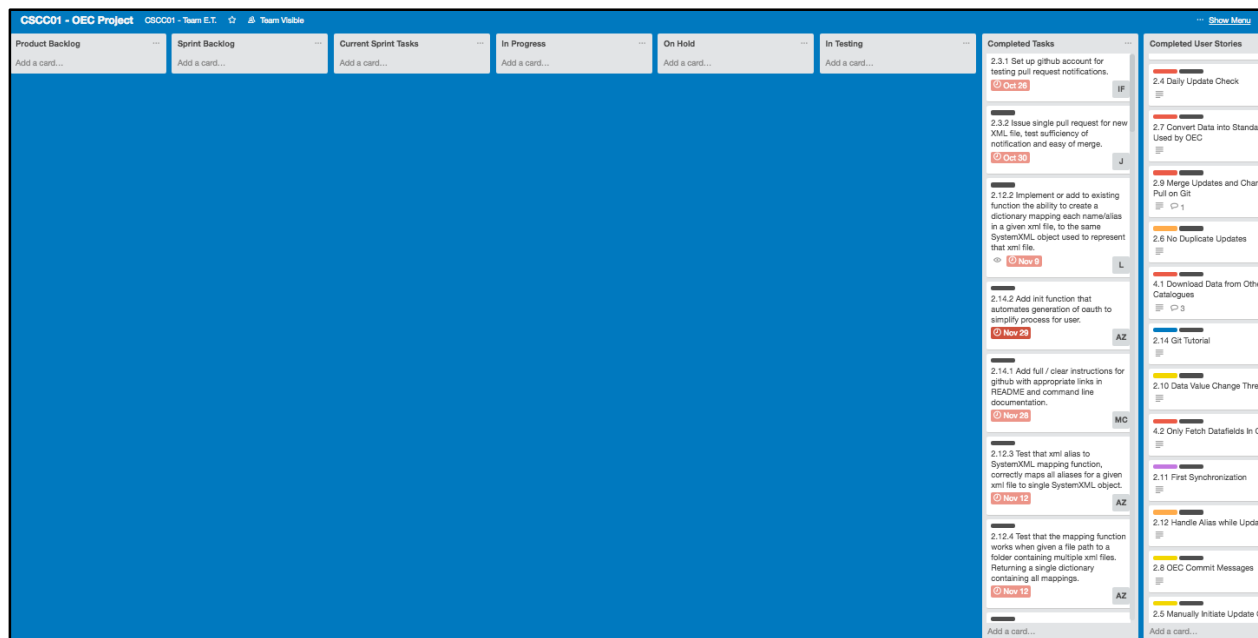 CSCC01 - OEC Project
CSCC01 - Team E.T.
Team Visible
... Show Menu
Product Backlog
Add a card...
Sprint Backlog
Add a card...
Current Sprint Tasks
Add a card...
In Progress
Add a card...
On Hold
Add a card...
In Testing
Add a card...
Completed Tasks
2.3.1 Set up github account for
testing pull request notifications.
Oct 26
IF
2.3.2 Issue single pull request for new
XML file, test sufficiency of
notification and easy of merge.
Oct 30
J
2.12.2 Implement or add to existing
function the ability to create a
dictionary mapping each name/alias
in a given xml file, to the same
SystemXML object used to represent
that xml file.
Nov 9
L
2.14.2 Add init function that
automates generation of oauth to
simplify process for user.
Nov 29
AZ
2.14.1 Add full / clear instructions for
github with appropriate links in
README and command line
documentation.
Nov 28
MC
2.12.3 Test that xml alias to
SystemXML mapping function,
correctly maps all aliases for a given
xml file to single SystemXML object.
Nov 12
AZ
2.12.4 Test that the mapping function
works when given a file path to a
folder containing multiple xml files.
Returning a single dictionary
containing all mappings.
Nov 12
AZ
Add a card...
Completed User Stories
2.4 Daily Update Check
2.7 Convert Data into Standa
Used by OEC
2.9 Merge Updates and Chan
Pull on Git
1
2.6 No Duplicate Updates
4.1 Download Data from Othe
Catalogues
3
2.14 Git Tutorial
2.10 Data Value Change Thre
4.2 Only Fetch Datafields In O
2.11 First Synchronization
2.12 Handle Alias while Upda
2.8 OEC Commit Messages
2.5 Manually Initiate Update
Add a card...